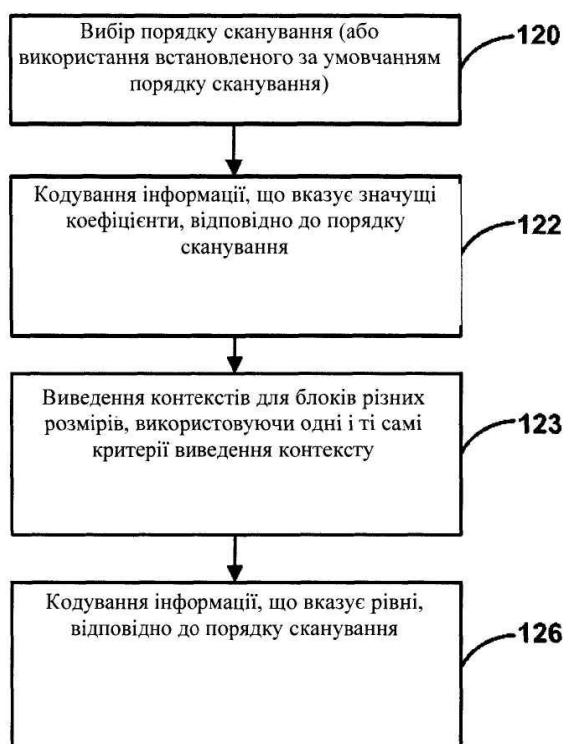 Вибір порядку сканування (або
використання встановленого за умовчанням
порядку сканування)
120
Кодування інформації, що вказує значущі
коефіцієнти, відповідно до порядку
сканування
122
Виведення контекстів для блоків різних
розмірів, використовуючи одні і ті самі
критерії виведення контексту
123
Кодування інформації, що вказує рівні,
відповідно до порядку сканування
126